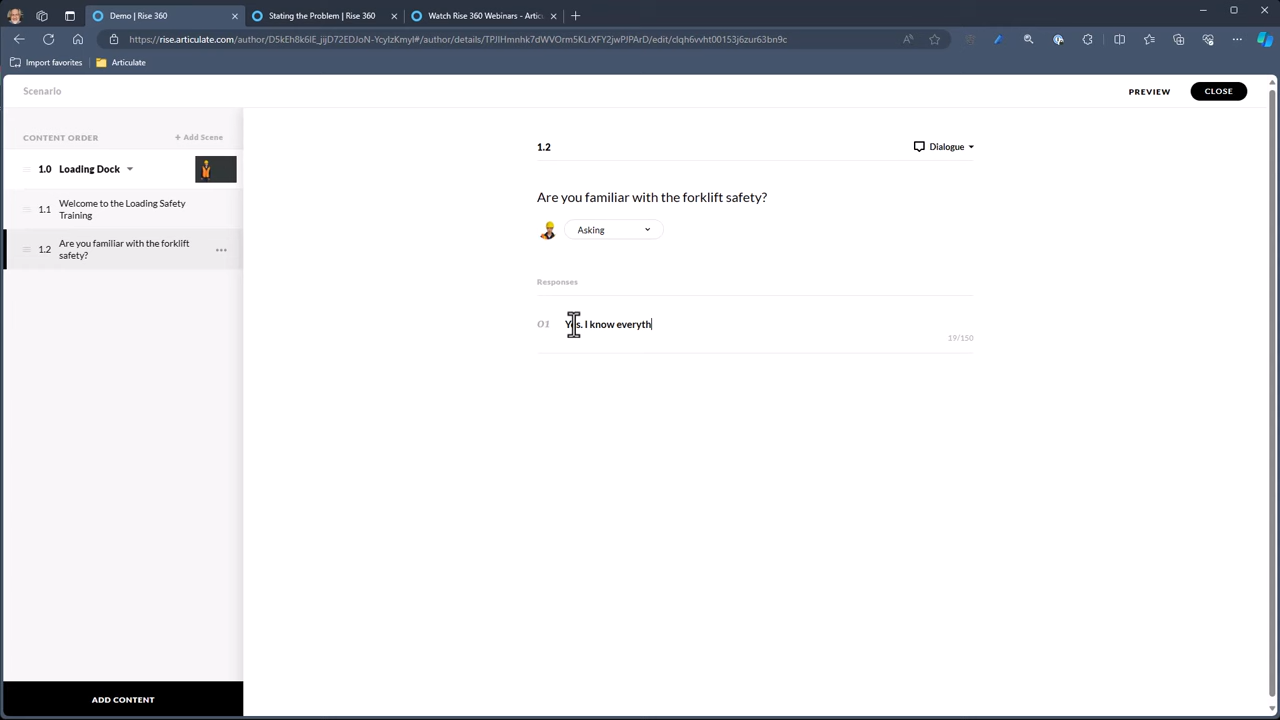 Demo | Rise 360
Stating the Problem | Rise 360
Watch Rise 360 Webinars - Artic
https://rise.articulate.com/author/D5kEh8k6IE_jijD72EDJoN-YcyIzKmyl#/author/details/TPJIHmnhk7dWVOrm5KLrXFY2jwPJPARD/edit/clqh6vvht00153j6zur63bn9c
Import favorites
Articulate
Scenario
PREVIEW
CLOSE
CONTENT ORDER
+ Add Scene
1.0 Loading Dock
1.1 Welcome to the Loading Safety
Training
1.2 Are you familiar with the forklift
safety?
ADD CONTENT
1.2
Dialogue
Are you familiar with the forklift safety?
Asking
Responses
01 Yes. I know everyth
19/150